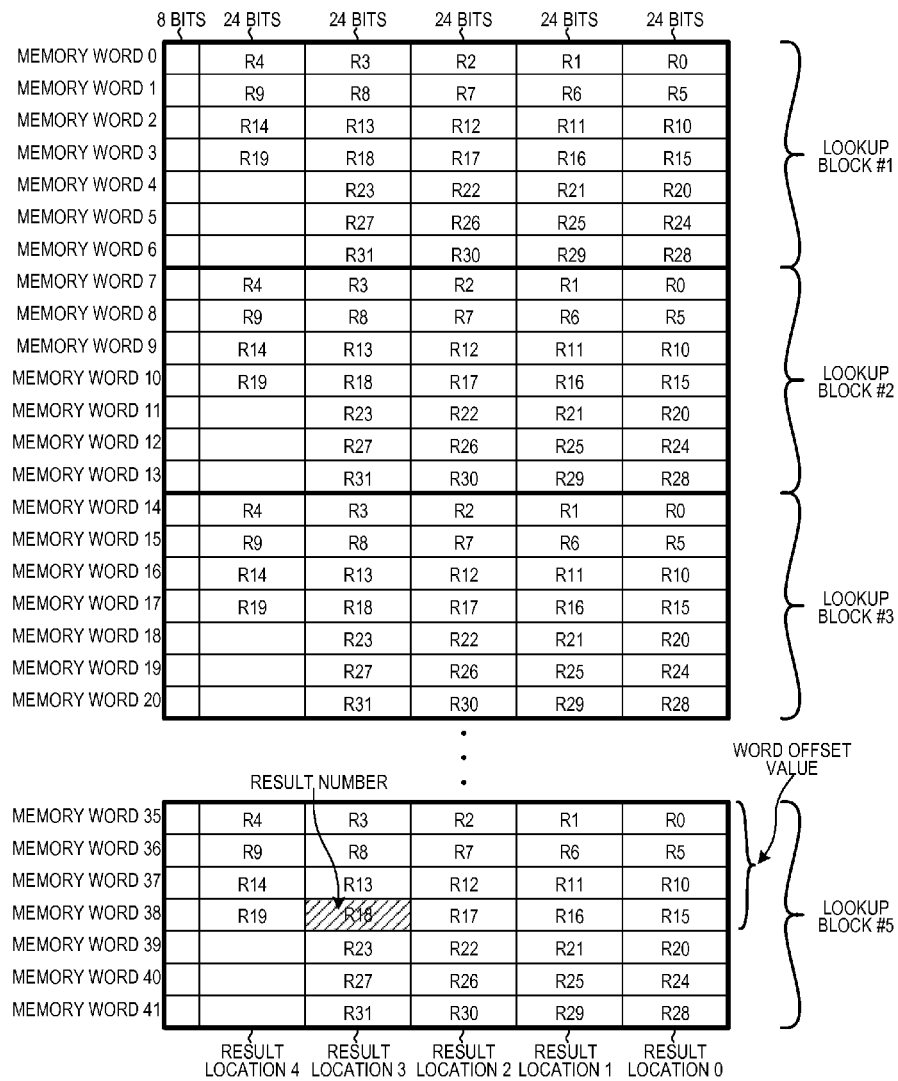 8 BITS 24 BITS 24 BITS 24 BITS 24 BITS 24 BITS
MEMORY WORD 0 R4 R3 R2 R1 R0
MEMORY WORD 1 R9 R8 R7 R6 R5
MEMORY WORD 2 R14 R13 R12 R11 R10
MEMORY WORD 3 R19 R18 R17 R16 R15
LOOKUP
BLOCK #1
MEMORY WORD 4 R23 R22 R21 R20
MEMORY WORD 5 R27 R26 R25 R24
MEMORY WORD 6 R31 R30 R29 R28
MEMORY WORD 7 R4 R3 R2 R1 R0
MEMORY WORD 8 R9 R8 R7 R6 R5
MEMORY WORD 9 R14 R13 R12 R11 R10
MEMORY WORD 10 R19 R18 R17 R16 R15
LOOKUP
BLOCK #2
MEMORY WORD 11 R23 R22 R21 R20
MEMORY WORD 12 R27 R26 R25 R24
MEMORY WORD 13 R31 R30 R29 R28
MEMORY WORD 14 R4 R3 R2 R1 R0
MEMORY WORD 15 R9 R8 R7 R6 R5
MEMORY WORD 16 R14 R13 R12 R11 R10
MEMORY WORD 17 R19 R18 R17 R16 R15
LOOKUP
BLOCK #3
MEMORY WORD 18 R23 R22 R21 R20
MEMORY WORD 19 R27 R26 R25 R24
MEMORY WORD 20 R31 R30 R29 R28
WORD OFFSET
VALUE
RESULT NUMBER
MEMORY WORD 35 R4 R3 R2 R1 R0
MEMORY WORD 36 R9 R8 R7 R6 R5
MEMORY WORD 37 R14 R13 R12 R11 R10
MEMORY WORD 38 R19 R18 R17 R16 R15
LOOKUP
BLOCK #5
MEMORY WORD 39 R23 R22 R21 R20
MEMORY WORD 40 R27 R26 R25 R24
MEMORY WORD 41 R31 R30 R29 R28
RESULT RESULT RESULT RESULT RESULT
LOCATION 4 LOCATION 3 LOCATION 2 LOCATION 1 LOCATION 0